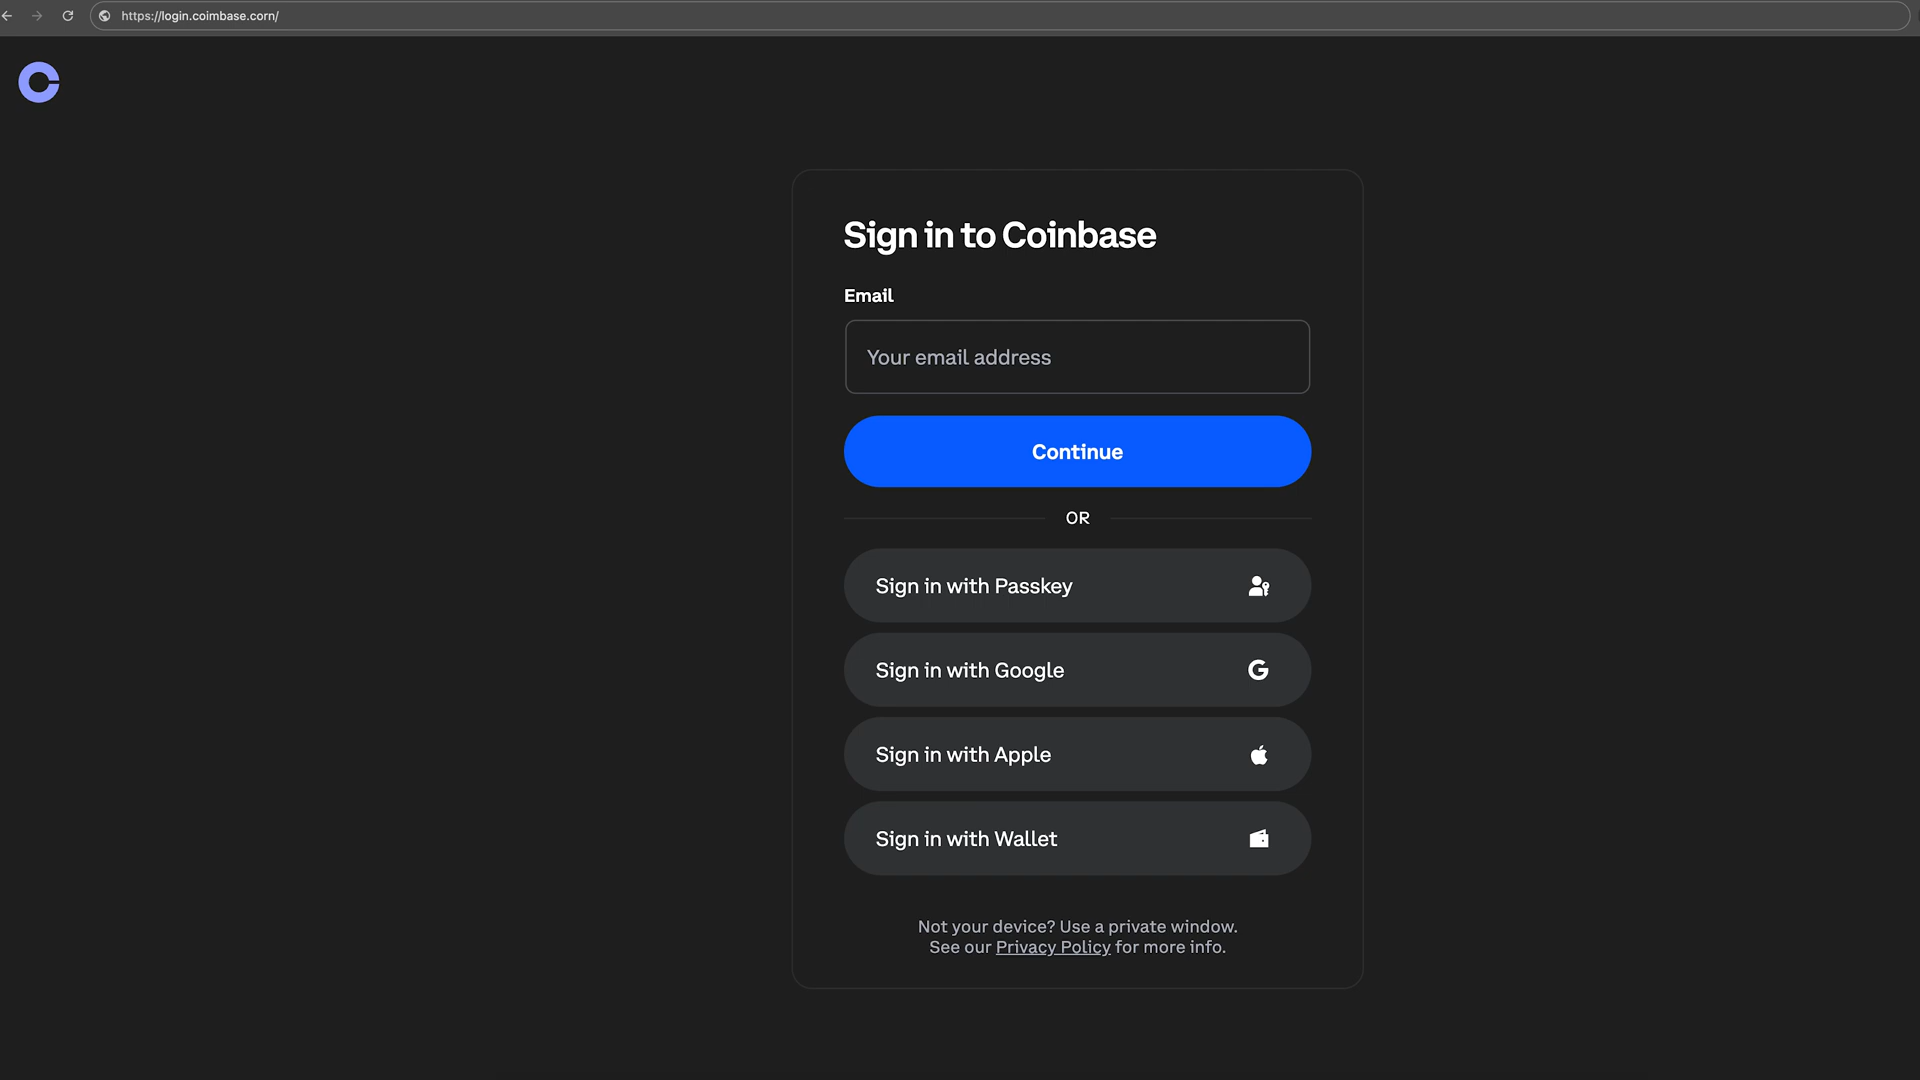 https://login.coimbase.corn/
Sign in to Coinbase
Email
Your email address
Continue
OR
Sign in with Passkey
Sign in with Google
Sign in with Apple
Sign in with Wallet
Not your device? Use a private window.
See our Privacy Policy for more info.